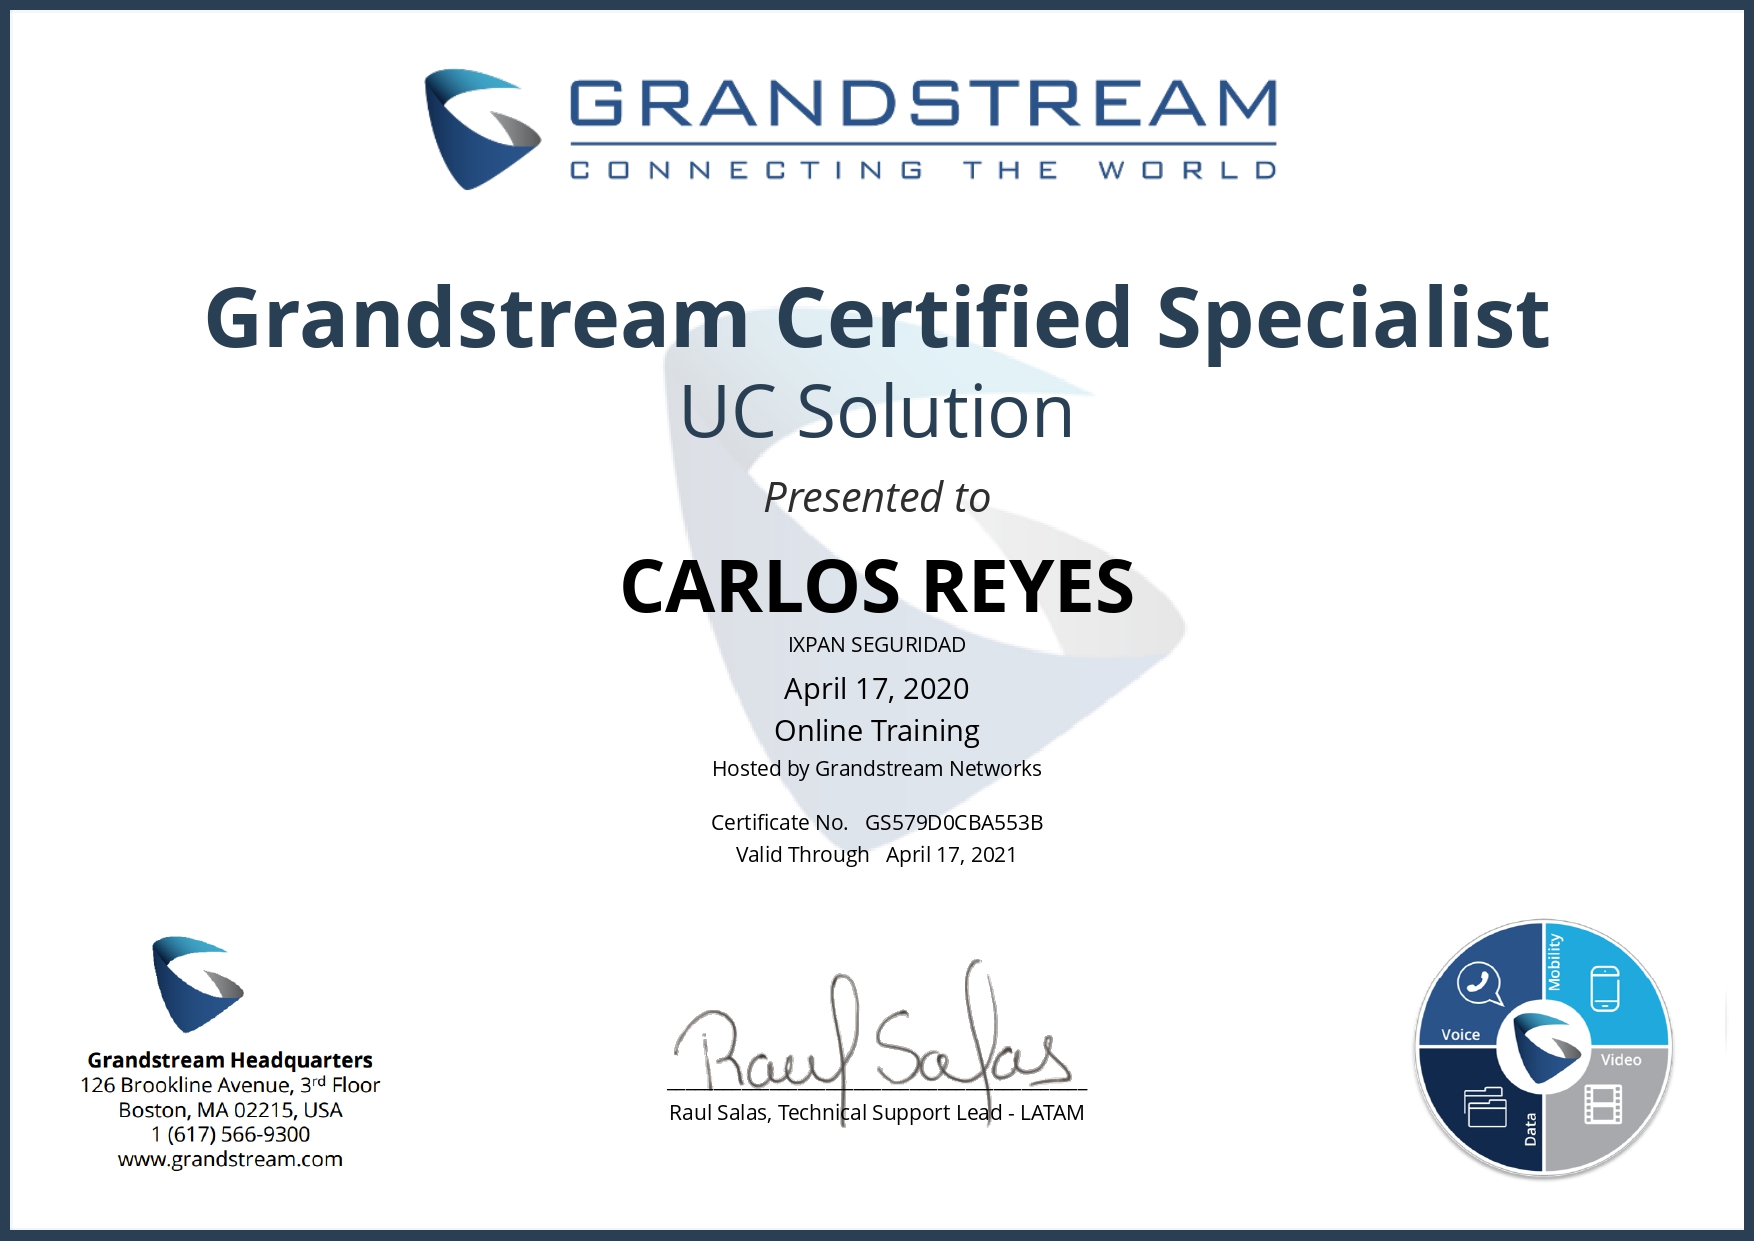 GRANDSTREAM
CONNECTING THE WORLD
Grandstream Certified Specialist
UC Solution
Presented to
CARLOS REYES
IXPAN SEGURIDAD
April 17, 2020
Online Training
Hosted by Grandstream Networks
Certificate No. GS579D0CBA553B
Valid Through April 17, 2021
Grandstream Headquarters
126 Brookline Avenue, 3rd Floor
Boston, MA 02215, USA
1 (617) 566-9300
www.grandstream.com
Raul Salas
Raul Salas, Technical Support Lead - LATAM
Mobility
Voice
Video
Data